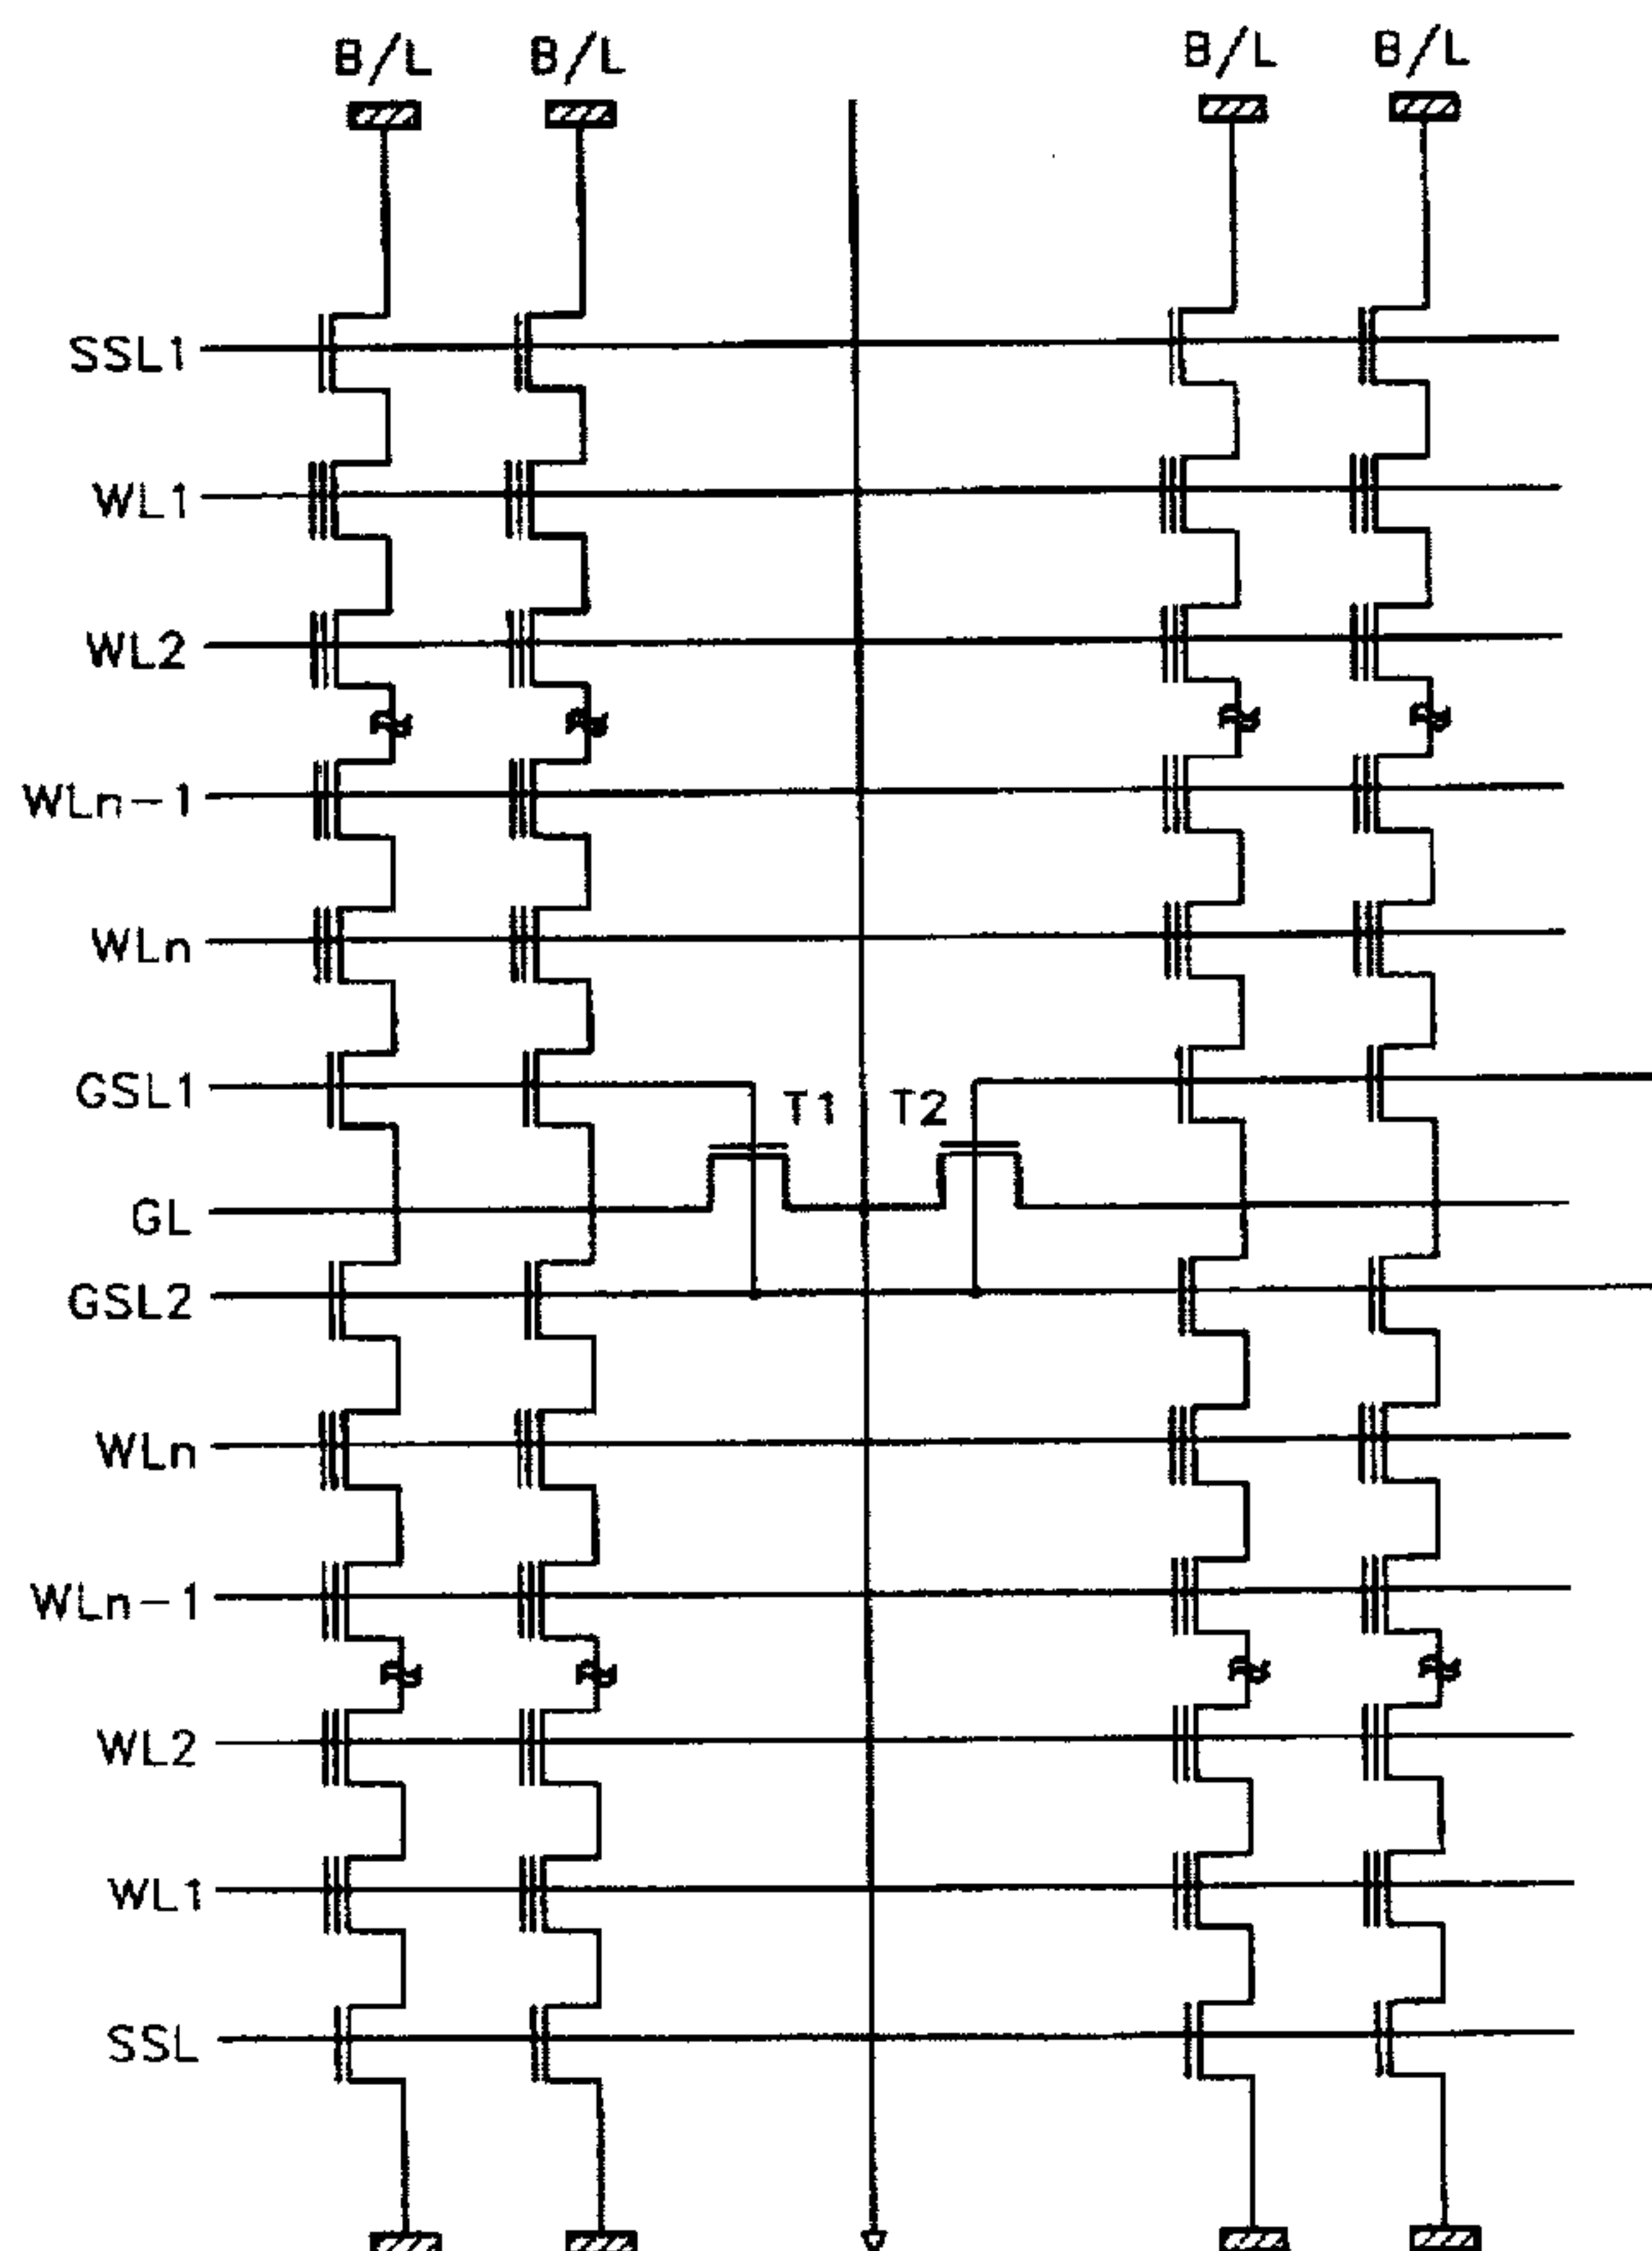 B/L B/L B/L B/L
SSL1
WL1
WL2
WLn-1
WLn
GSL1
T1 T2
GL
GSL2
WLn
WLn-1
WL2
WL1
SSL